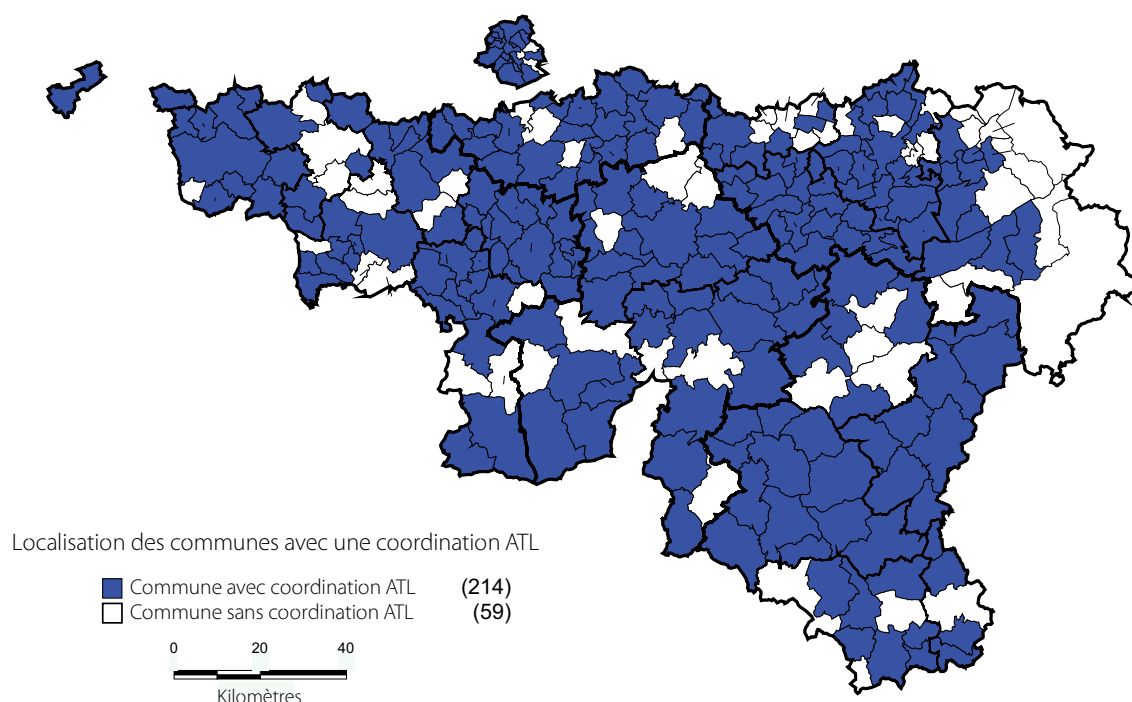 Localisation des communes avec une coordination ATL
Commune avec coordination ATL (214)
Commune sans coordination ATL (59)
0 20 40
Kilomètres